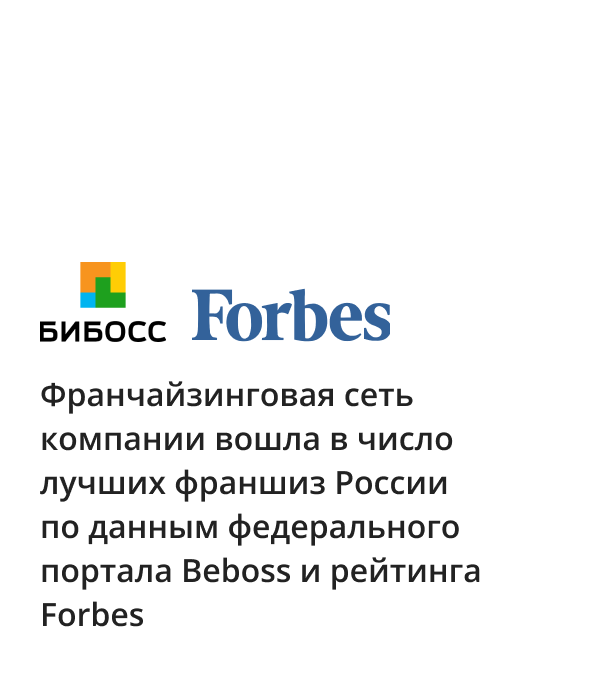 БИБОСС Forbes
Франчайзинговая сеть
компании вошла в число
лучших франшиз России
по данным федерального
портала Beboss и рейтинга
Forbes